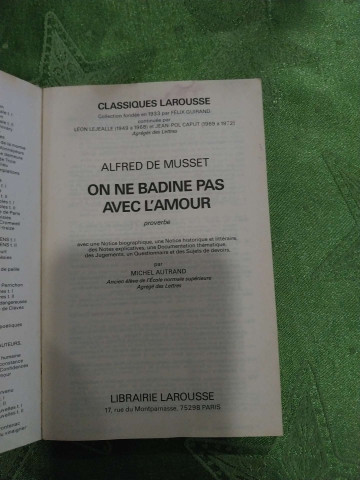 CLASSIQUES LAROUSSE
Collection fondée en 1933 par FÉLIX GUIRAND
continuée par
LÉON LEJEALLE (1949 à 1968) et JEAN-POL CAPUT (1969 à 1972)
Agrégés des Lettres
ALFRED DE MUSSET
ON NE BADINE PAS
AVEC L'AMOUR
proverbe
avec une Notice biographique, une Notice historique et littéraire,
des Notes explicatives, une Documentation thématique,
des Jugements, un Questionnaire et des Sujets de devoirs,
par
MICHEL AUTRAND
Ancien élève de l'École normale supérieure
Agrégé des Lettres
LIBRAIRIE LAROUSSE
17, rue du Montparnasse, 75298 PARIS